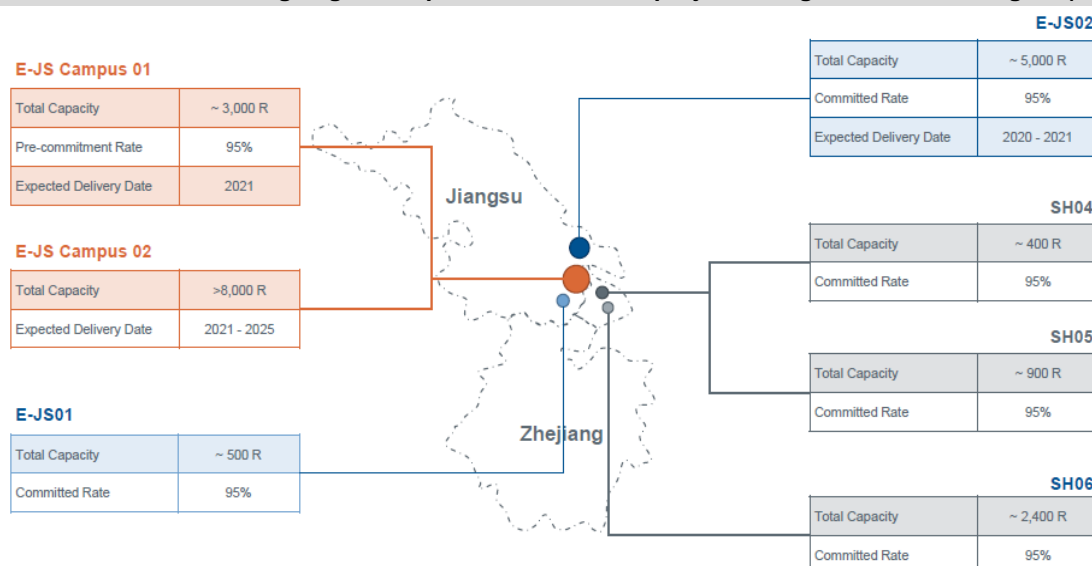 E-JS02
Total Capacity ~ 5,000 R
Committed Rate 95%
Expected Delivery Date 2020 - 2021
E-JS Campus 01
Total Capacity ~ 3,000 R
Pre-commitment Rate 95%
Expected Delivery Date 2021
Jiangsu
SH04
Total Capacity ~ 400 R
Committed Rate 95%
E-JS Campus 02
Total Capacity >8,000 R
Expected Delivery Date 2021 - 2025
SH05
Total Capacity ~ 900 R
Committed Rate 95%
E-JS01
Total Capacity ~ 500 R
Committed Rate 95%
Zhejiang
SH06
Total Capacity ~ 2,400 R
Committed Rate 95%